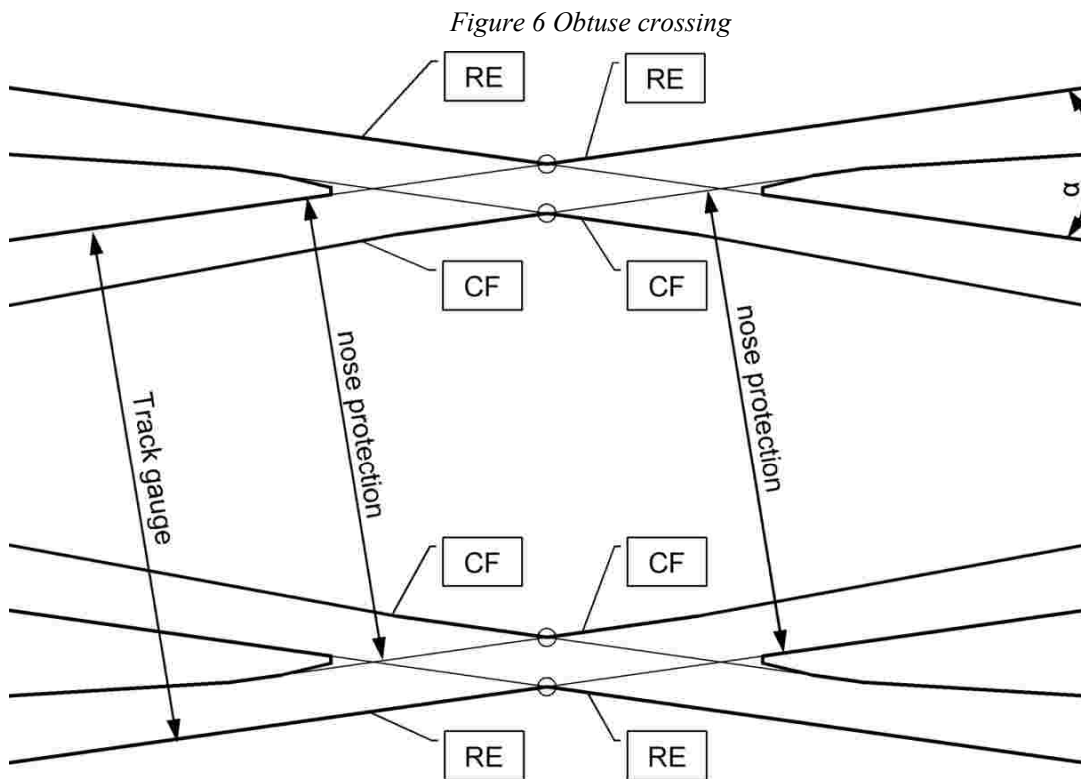 Figure 6 Obtuse crossing
RE
RE
α
CF
CF
Track gauge
nose protection
nose protection
CF
CF
RE
RE